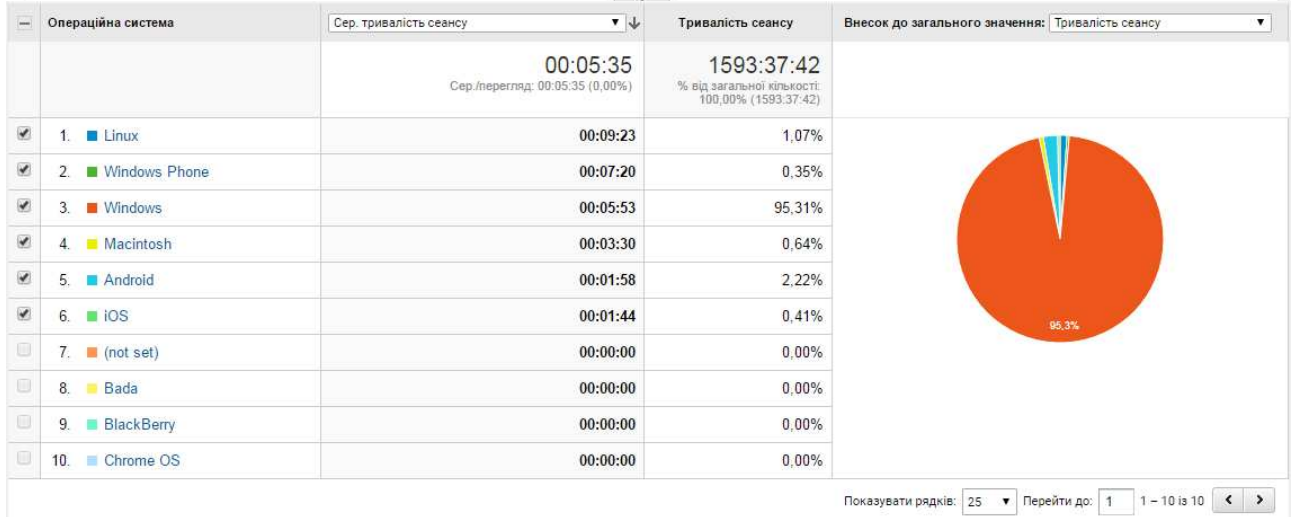 Операційна система Сер. тривалість сеансу Тривалість сеансу Внесок до загального значення: Тривалість сеансу
00:05:35 1593:37:42
Сер./перегляд: 00:05:35 (0,00%) % від загальної кількості:
100,00% (1593:37:42)
1. Linux 00:09:23 1,07%
2. Windows Phone 00:07:20 0,35%
3. Windows 00:05:53 95,31%
4. Macintosh 00:03:30 0,64%
5. Android 00:01:58 2,22%
6. iOS 00:01:44 0,41%
95,3%
7. (not set) 00:00:00 0,00%
8. Bada 00:00:00 0,00%
9. BlackBerry 00:00:00 0,00%
10. Chrome OS 00:00:00 0,00%
Показувати рядків: 25 Перейти до: 1 1 – 10 із 10